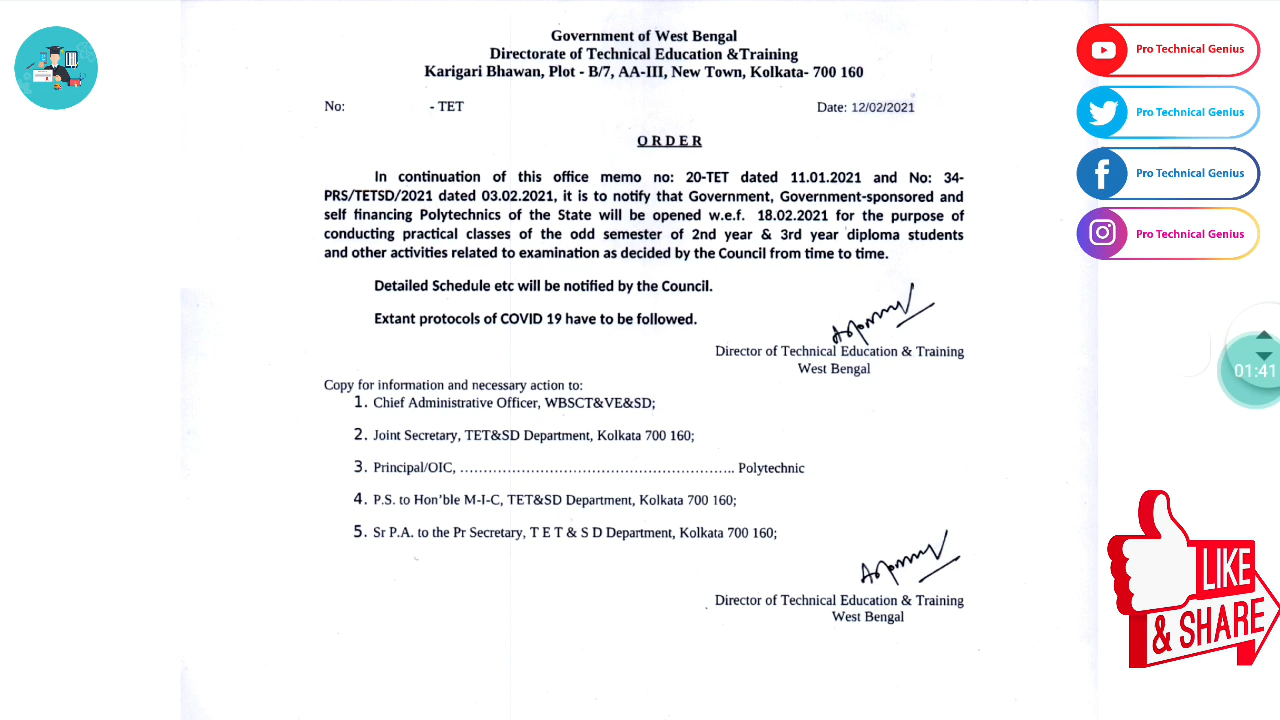 Government of West Bengal
Directorate of Technical Education &Training
Karigari Bhawan, Plot - B/7, AA-III, New Town, Kolkata- 700 160
No: - TET Date: 12/02/2021
O R D E R
In continuation of this office memo no: 20-TET dated 11.01.2021 and No: 34-
PRS/TETSD/2021 dated 03.02.2021, it is to notify that Government, Government-sponsored and
self financing Polytechnics of the State will be opened w.e.f. 18.02.2021 for the purpose of
conducting practical classes of the odd semester of 2nd year & 3rd year diploma students
and other activities related to examination as decided by the Council from time to time.
Detailed Schedule etc will be notified by the Council.
Extant protocols of COVID 19 have to be followed.
Director of Technical Education & Training
West Bengal
Copy for information and necessary action to:
1. Chief Administrative Officer, WBSCT&VE&SD;
2. Joint Secretary, TET&SD Department, Kolkata 700 160;
3. Principal/OIC, ………………………………………………….. Polytechnic
4. P.S. to Hon'ble M-I-C, TET&SD Department, Kolkata 700 160;
5. Sr P.A. to the Pr Secretary, T E T & S D Department, Kolkata 700 160;
Director of Technical Education & Training
West Bengal
Pro Technical Genius
Pro Technical Genius
Pro Technical Genius
Pro Technical Genius
01:41
LIKE
& SHARE